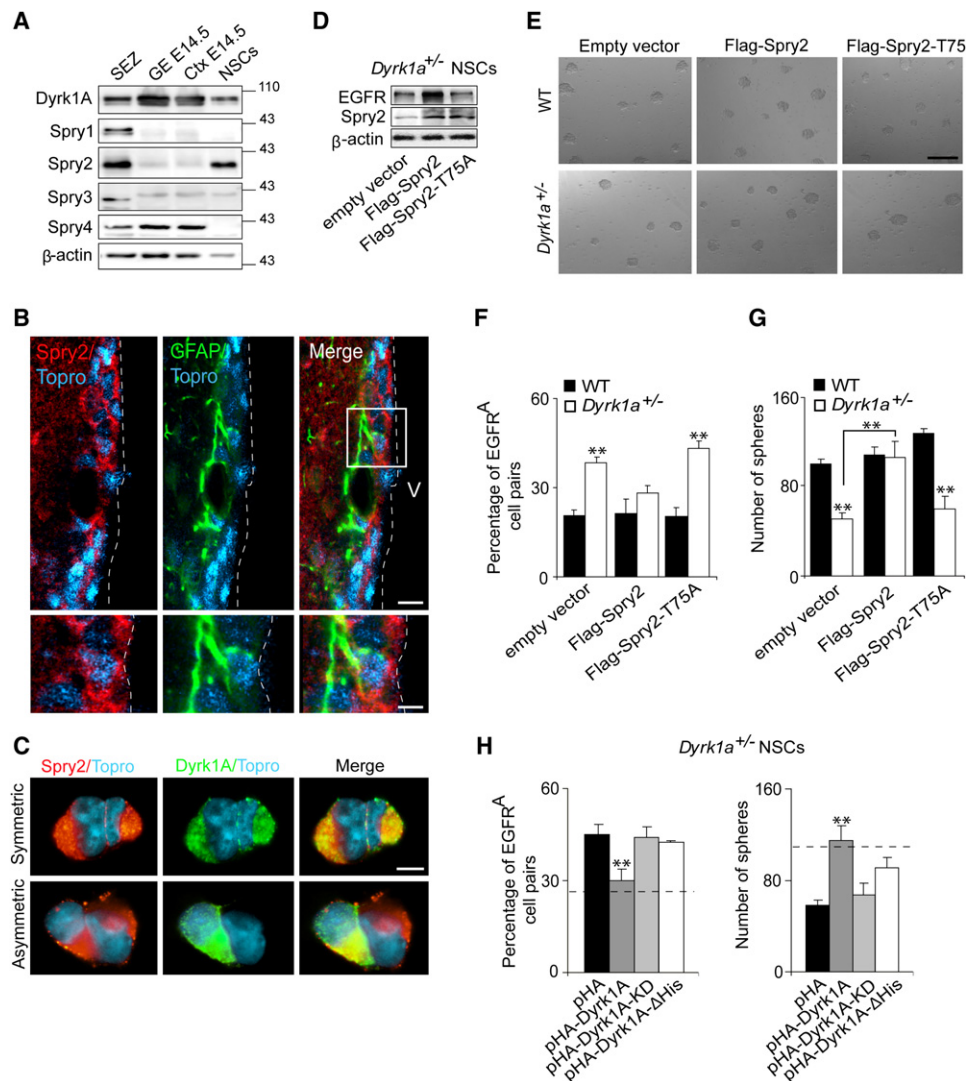 A
SEZ
GE E14.5
Ctx E14.5
NSCs
Dyrk1A
110
Spry1
43
Spry2
43
Spry3
43
Spry4
β-actin
43
D
Dyrk1a+/- NSCs
EGFR
Spry2
β-actin
empty vector
Flag-Spry2
Flag-Spry2-T75A
E
Empty vector
Flag-Spry2
Flag-Spry2-T75
WT
Dyrk1a+/-
B
Spry2/
Topro
GFAP/
Topro
Merge
V
C
Spry2/Topro
Dyrk1A/Topro
Merge
Symmetric
Asymmetric
F
WT
Dyrk1a+/-
Percentage of EGFRA
cell pairs
60
30
0
**
**
empty vector
Flag-Spry2
Flag-Spry2-T75A
G
WT
Dyrk1a+/-
Number of spheres
160
120
80
40
0
**
**
**
empty vector
Flag-Spry2
Flag-Spry2-T75A
H
Dyrk1a+/- NSCs
Percentage of EGFRA
cell pairs
60
30
0
**
pHA
pHA-Dyrk1A
pHA-Dyrk1A-KD
pHA-Dyrk1A-ΔHis
Number of spheres
160
80
0
**
pHA
pHA-Dyrk1A
pHA-Dyrk1A-KD
pHA-Dyrk1A-ΔHis